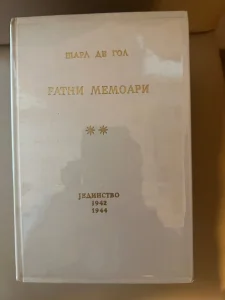 ШАРЛ ДЕ ГОЛ
РАТНИ МЕМОАРИ
**
ЈЕДИНСТВО
1942
1944